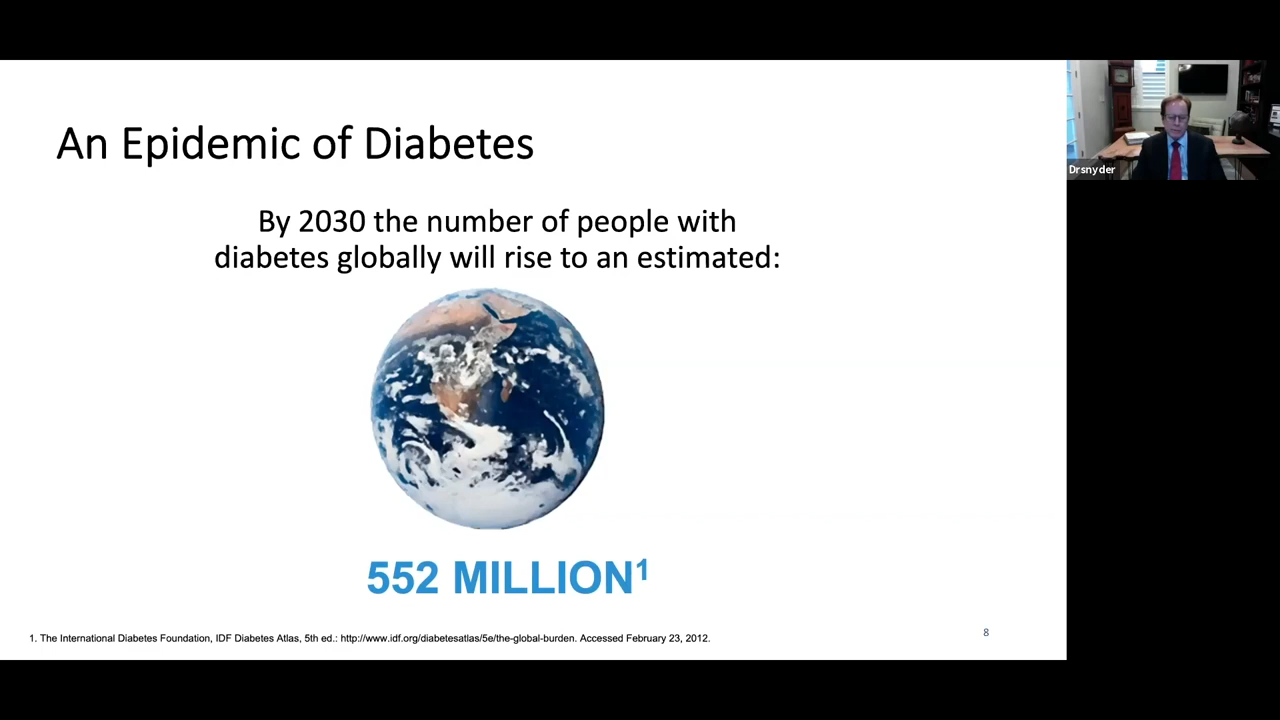 An Epidemic of Diabetes
By 2030 the number of people with
diabetes globally will rise to an estimated:
552 MILLION¹
1. The International Diabetes Foundation, IDF Diabetes Atlas, 5th ed.: http://www.idf.org/diabetesatlas/5e/the-global-burden. Accessed February 23, 2012.
8
Drsnyder